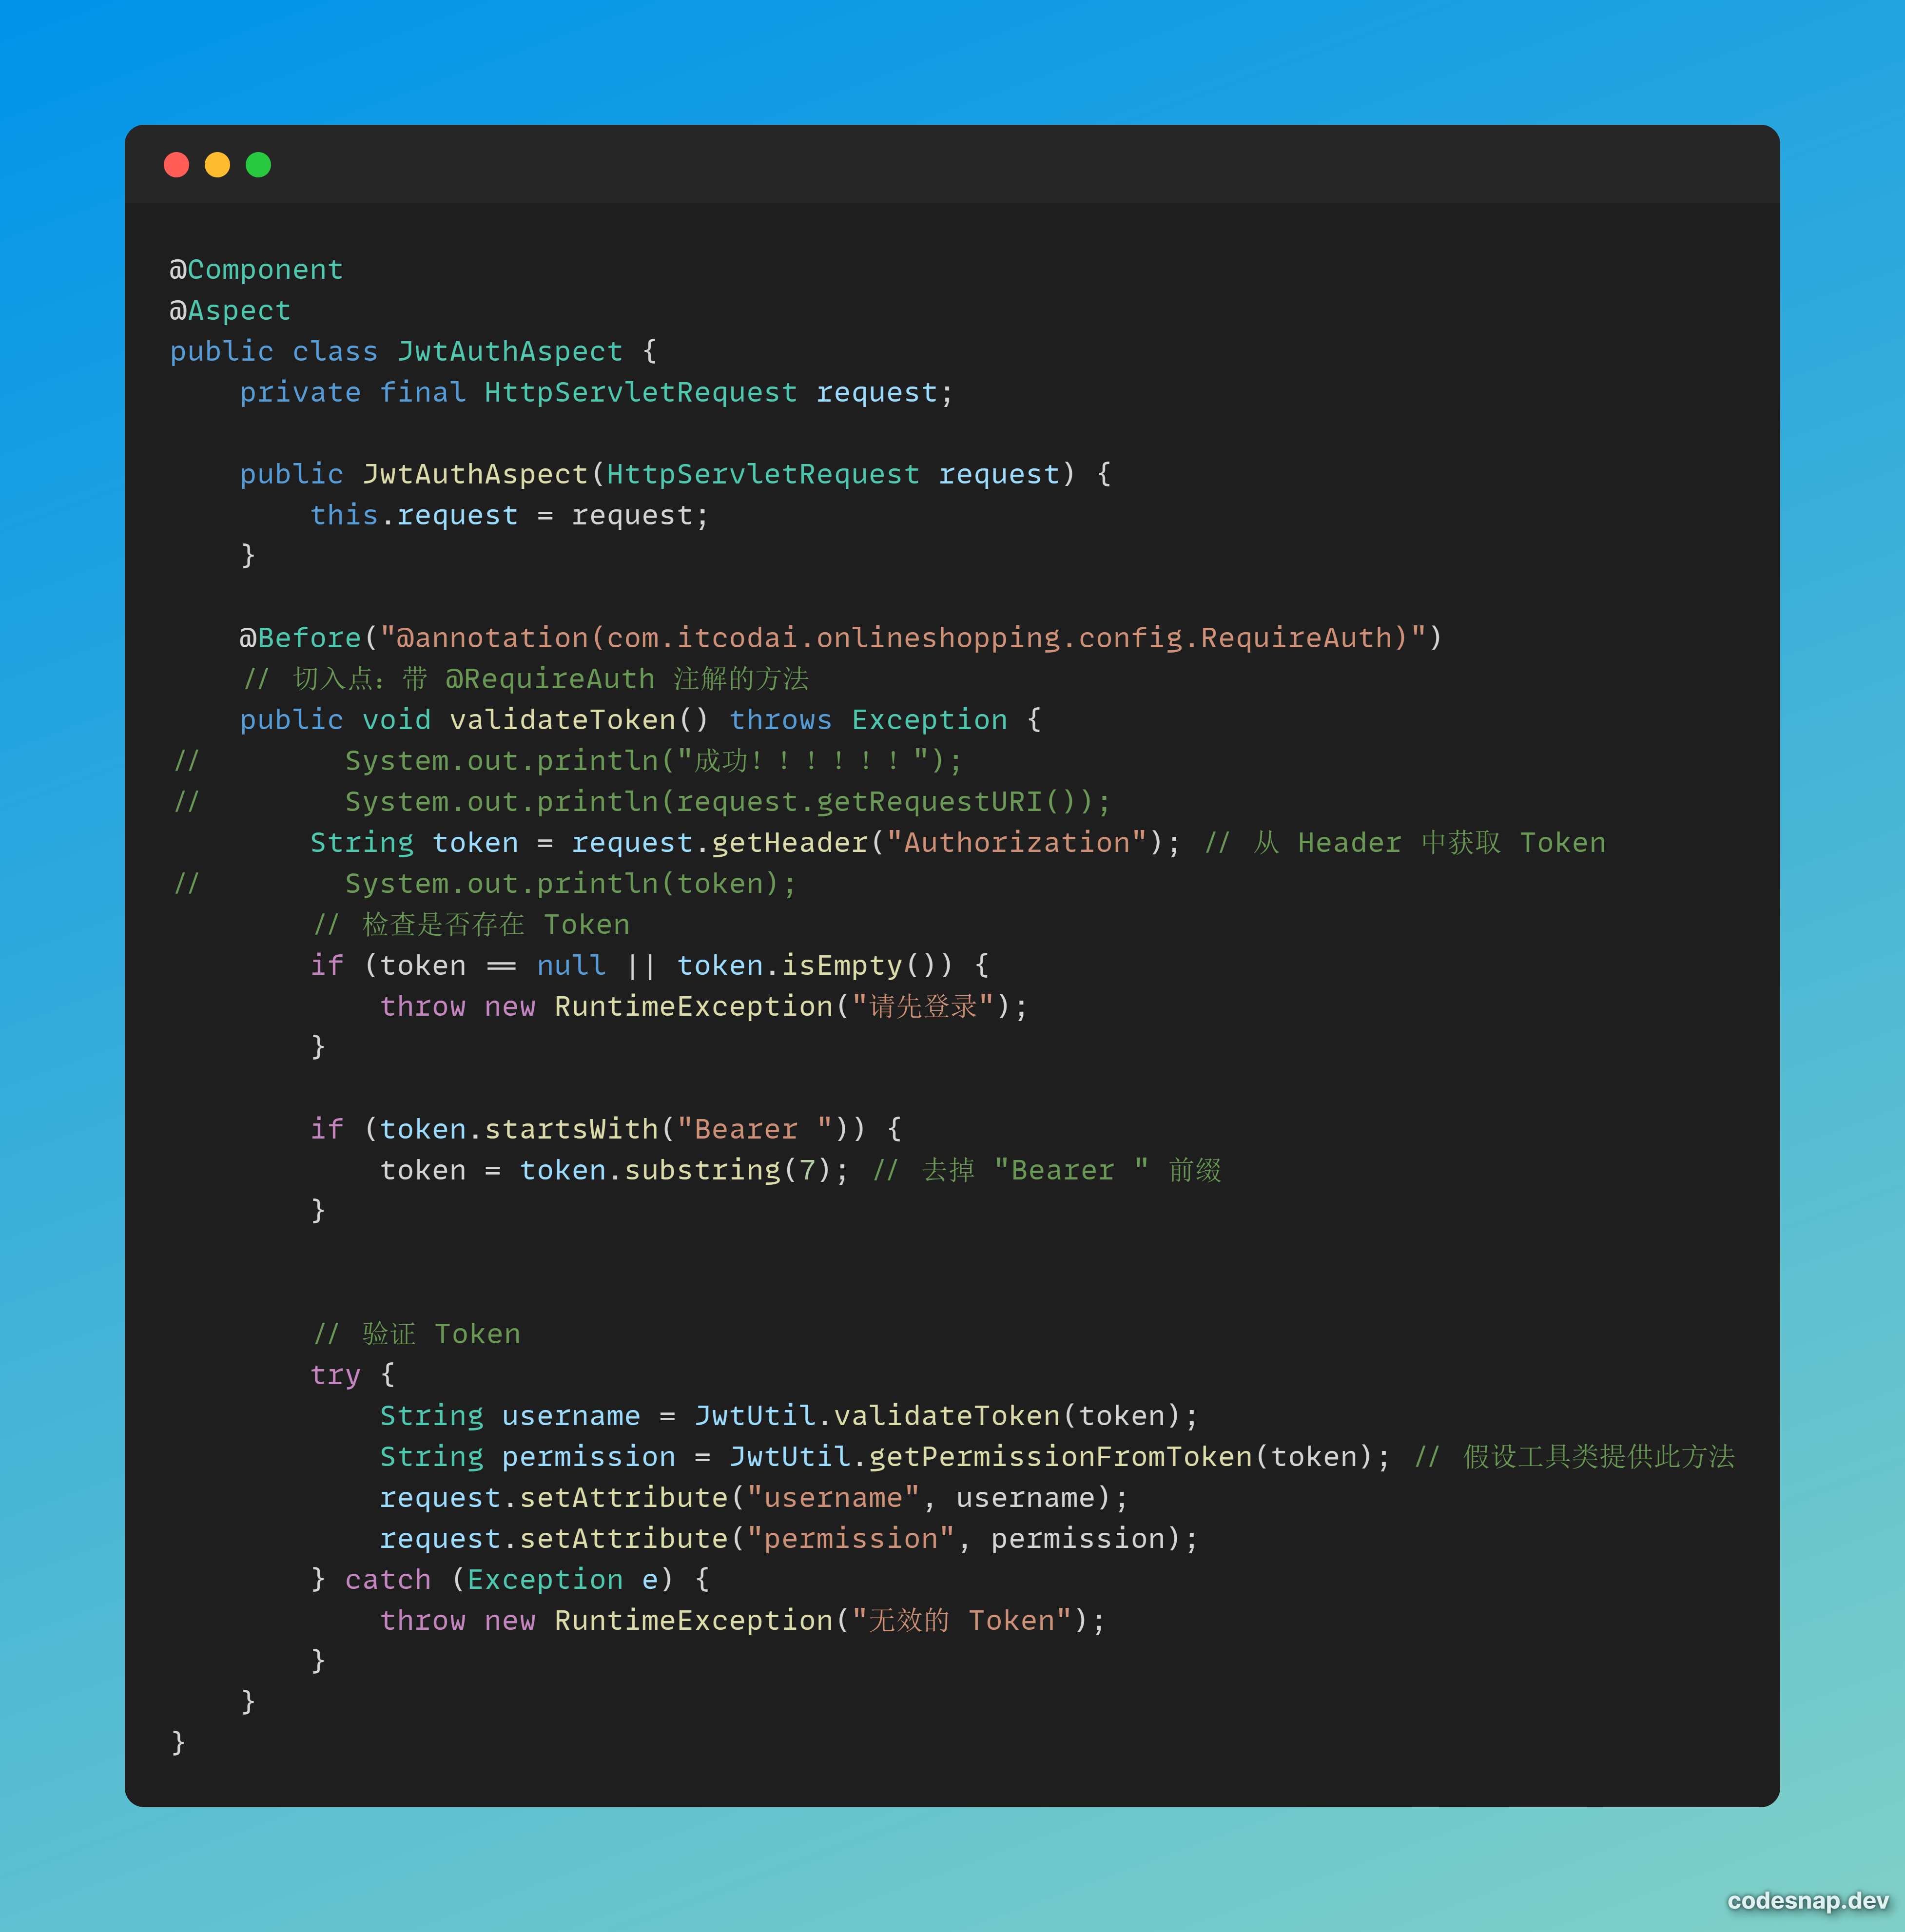 @Component
@Aspect
public class JwtAuthAspect {
    private final HttpServletRequest request;

    public JwtAuthAspect(HttpServletRequest request) {
        this.request = request;
    }

    @Before("@annotation(com.itcodai.onlineshopping.config.RequireAuth)")
    // 切入点：带 @RequireAuth 注解的方法
    public void validateToken() throws Exception {
//        System.out.println("成功！！！！！！");
//        System.out.println(request.getRequestURI());
        String token = request.getHeader("Authorization"); // 从 Header 中获取 Token
//        System.out.println(token);
        // 检查是否存在 Token
        if (token == null || token.isEmpty()) {
            throw new RuntimeException("请先登录");
        }

        if (token.startsWith("Bearer ")) {
            token = token.substring(7); // 去掉 "Bearer " 前缀
        }

        // 验证 Token
        try {
            String username = JwtUtil.validateToken(token);
            String permission = JwtUtil.getPermissionFromToken(token); // 假设工具类提供此方法
            request.setAttribute("username", username);
            request.setAttribute("permission", permission);
        } catch (Exception e) {
            throw new RuntimeException("无效的 Token");
        }
    }
}
codesnap.dev